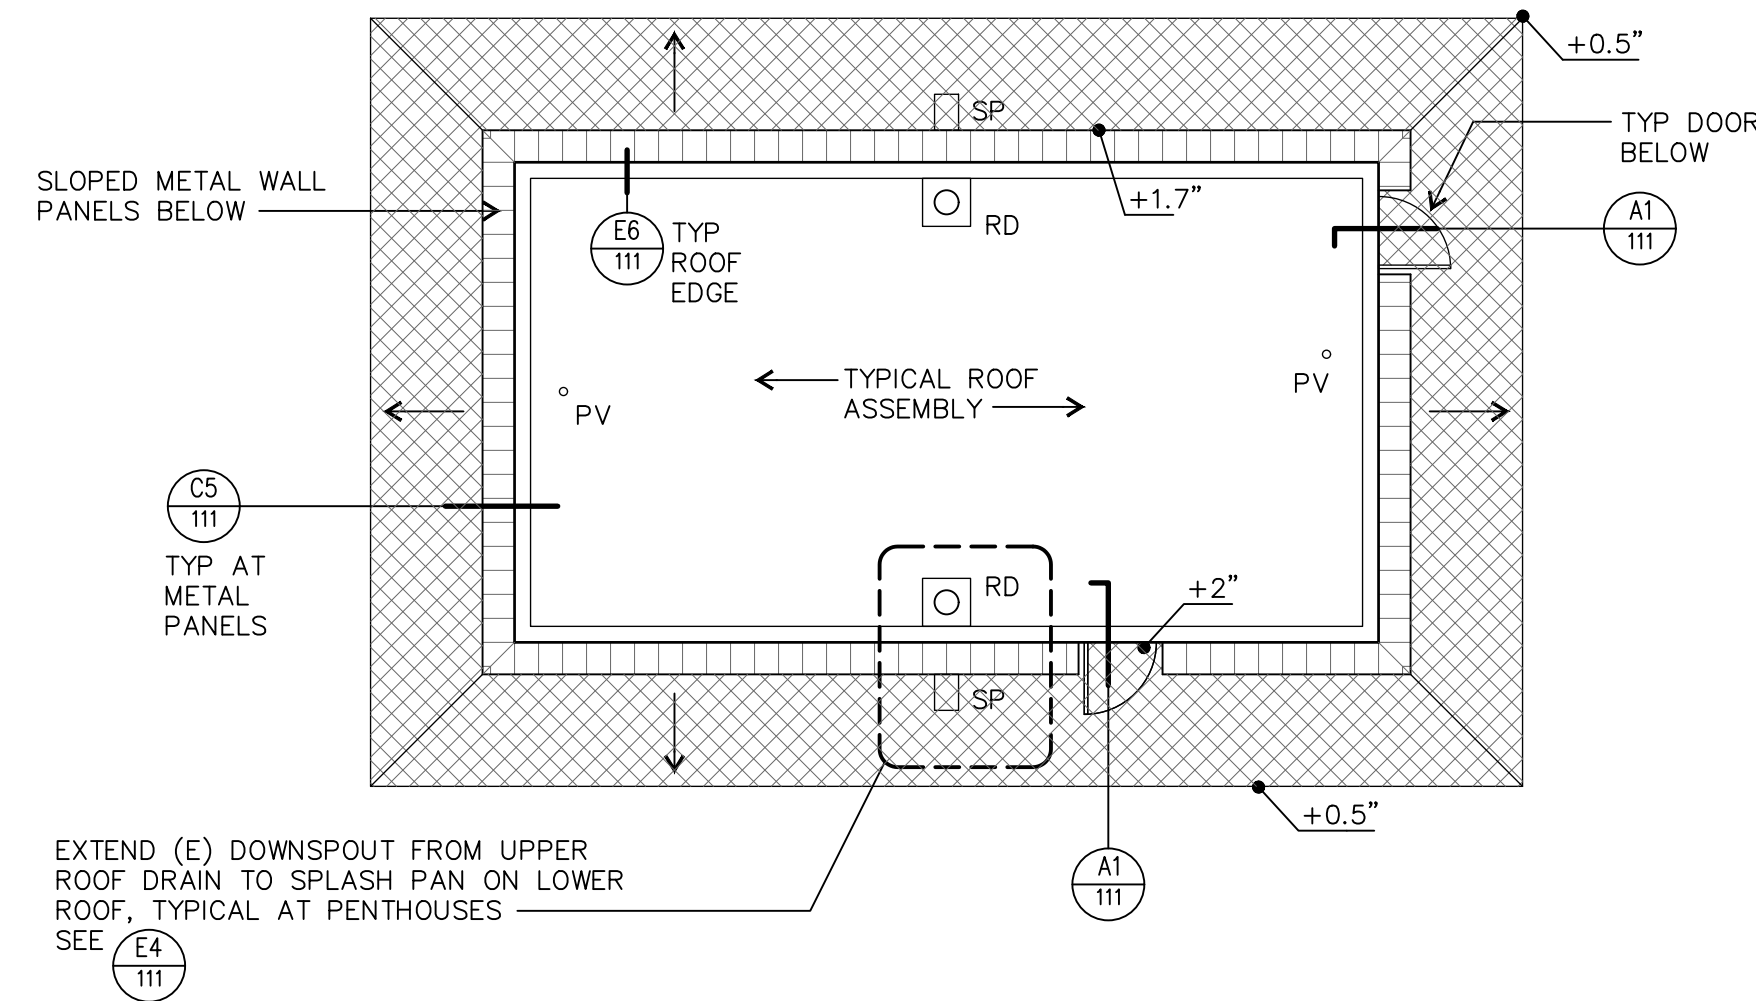 +0.5”
SP
TYP DOOR
BELOW
SLOPED METAL WALL
PANELS BELOW
+1.7”
A1
111
RD
E6
111
TYP
ROOF
EDGE
TYPICAL ROOF
ASSEMBLY
PV
PV
C5
111
TYP AT
METAL
PANELS
RD
+2”
SP
+0.5”
EXTEND (E) DOWNSPOUT FROM UPPER
ROOF DRAIN TO SPLASH PAN ON LOWER
ROOF, TYPICAL AT PENTHOUSES
SEE
E4
111
A1
111